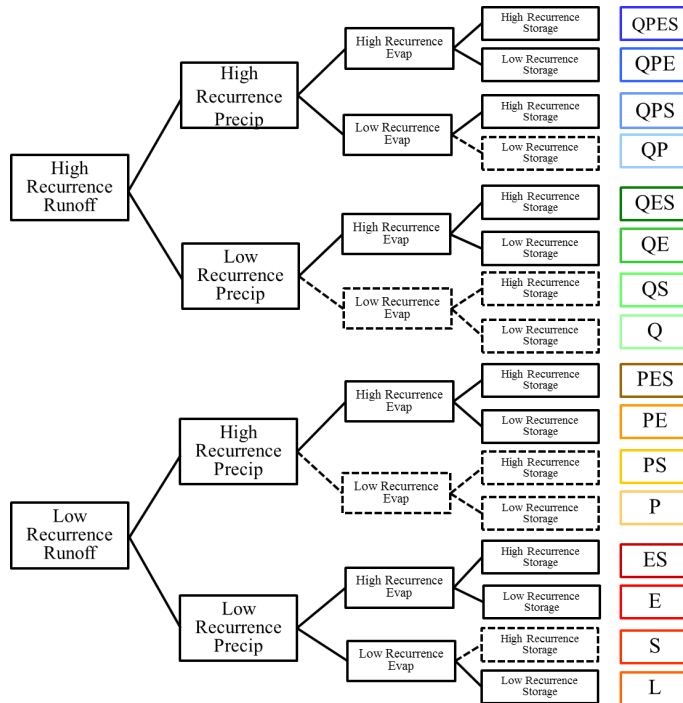 High
Recurrence
Runoff
High
Recurrence
Precip
High Recurrence
Evap
High Recurrence
Storage
QPES
Low Recurrence
Storage
QPE
Low Recurrence
Evap
High Recurrence
Storage
QPS
Low Recurrence
Storage
QP
Low
Recurrence
Precip
High Recurrence
Evap
High Recurrence
Storage
QES
Low Recurrence
Storage
QE
Low Recurrence
Evap
High Recurrence
Storage
QS
Low Recurrence
Storage
Q
Low
Recurrence
Runoff
High
Recurrence
Precip
High Recurrence
Evap
High Recurrence
Storage
PES
Low Recurrence
Storage
PE
Low Recurrence
Evap
High Recurrence
Storage
PS
Low Recurrence
Storage
P
Low
Recurrence
Precip
High Recurrence
Evap
High Recurrence
Storage
ES
Low Recurrence
Storage
E
Low Recurrence
Evap
High Recurrence
Storage
S
Low Recurrence
Storage
L